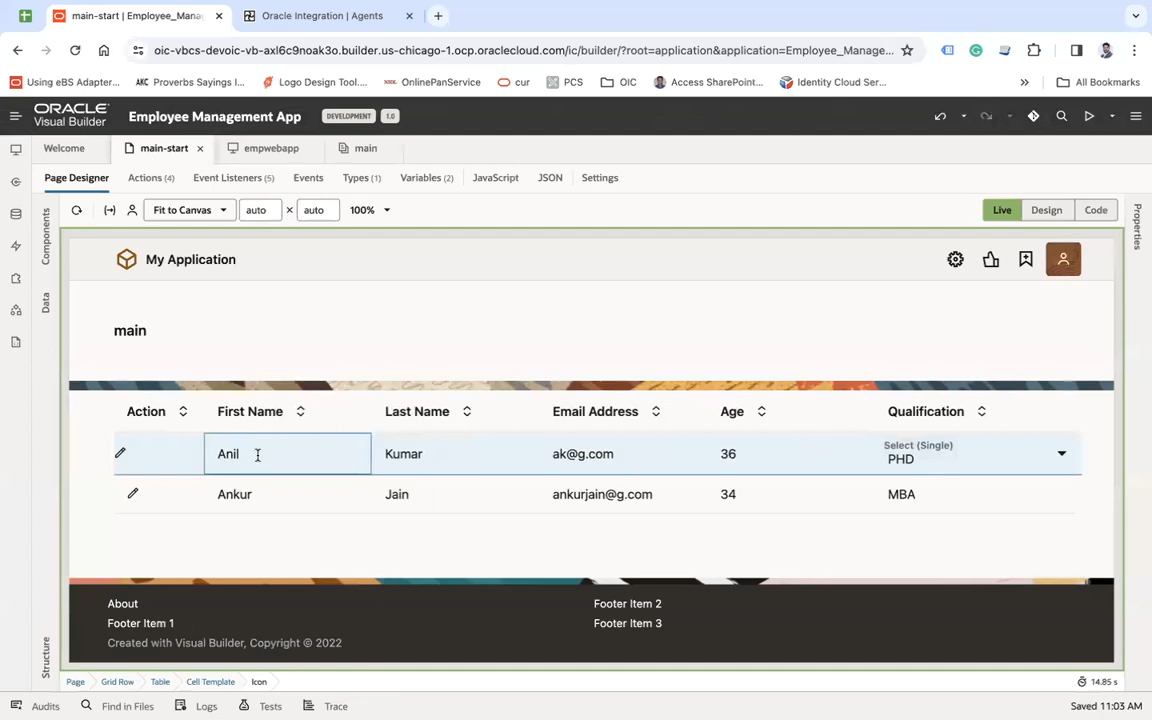 main-start | Employee_Mana
Oracle Integration | Agents
oic-vbcs-devoic-vb-axl6c9noak3o.builder.us-chicago-1.ocp.oraclecloud.com/ic/builder/?root=application&application=Employee_Manage...
Using eBS Adapter...
AKC Proverbs Sayings I...
Logo Design Tool....
OnlinePanService
cur
PCS
OIC
Access SharePoint...
Identity Cloud Ser...
All Bookmarks
ORACLE
Visual Builder
Employee Management App
DEVELOPMENT
1.0
Welcome
main-start
empwebapp
main
Page Designer
Actions (4)
Event Listeners (5)
Events
Types (1)
Variables (2)
JavaScript
JSON
Settings
Components
Data
Structure
Fit to Canvas
auto × auto
100%
Live
Design
Code
Properties
My Application
main
Action First Name Last Name Email Address Age Qualification
Anil Kumar ak@g.com 36 Select (Single)
PHD
Ankur Jain ankurjain@g.com 34 MBA
About
Footer Item 2
Footer Item 1
Footer Item 3
Created with Visual Builder, Copyright © 2022
Page
Grid Row
Table
Cell Template
Icon
14.85 s
Audits
Find in Files
Logs
Tests
Trace
Saved 11:03 AM